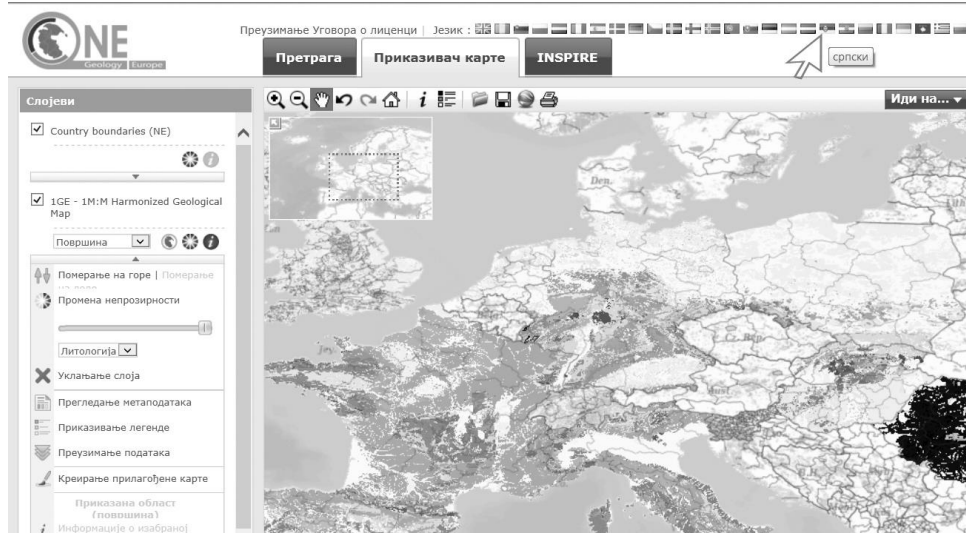 ONE
Geology Europe
Преузимање Уговора о лиценци | Језик :
Претрага Приказивач карте INSPIRE
српски
Слојеви
Иди на...
Country boundaries (NE)
1GE - 1M:M Harmonized Geological
Map
Површина
Померање на горе | Померање
Промена непрозирности
Литологија
Уклањање слоја
Прегледање метаподатака
Приказивање легенде
Преузимање података
Креирање прилагођене карте
Приказана област
(површина)
Информације о изабраној
Den.